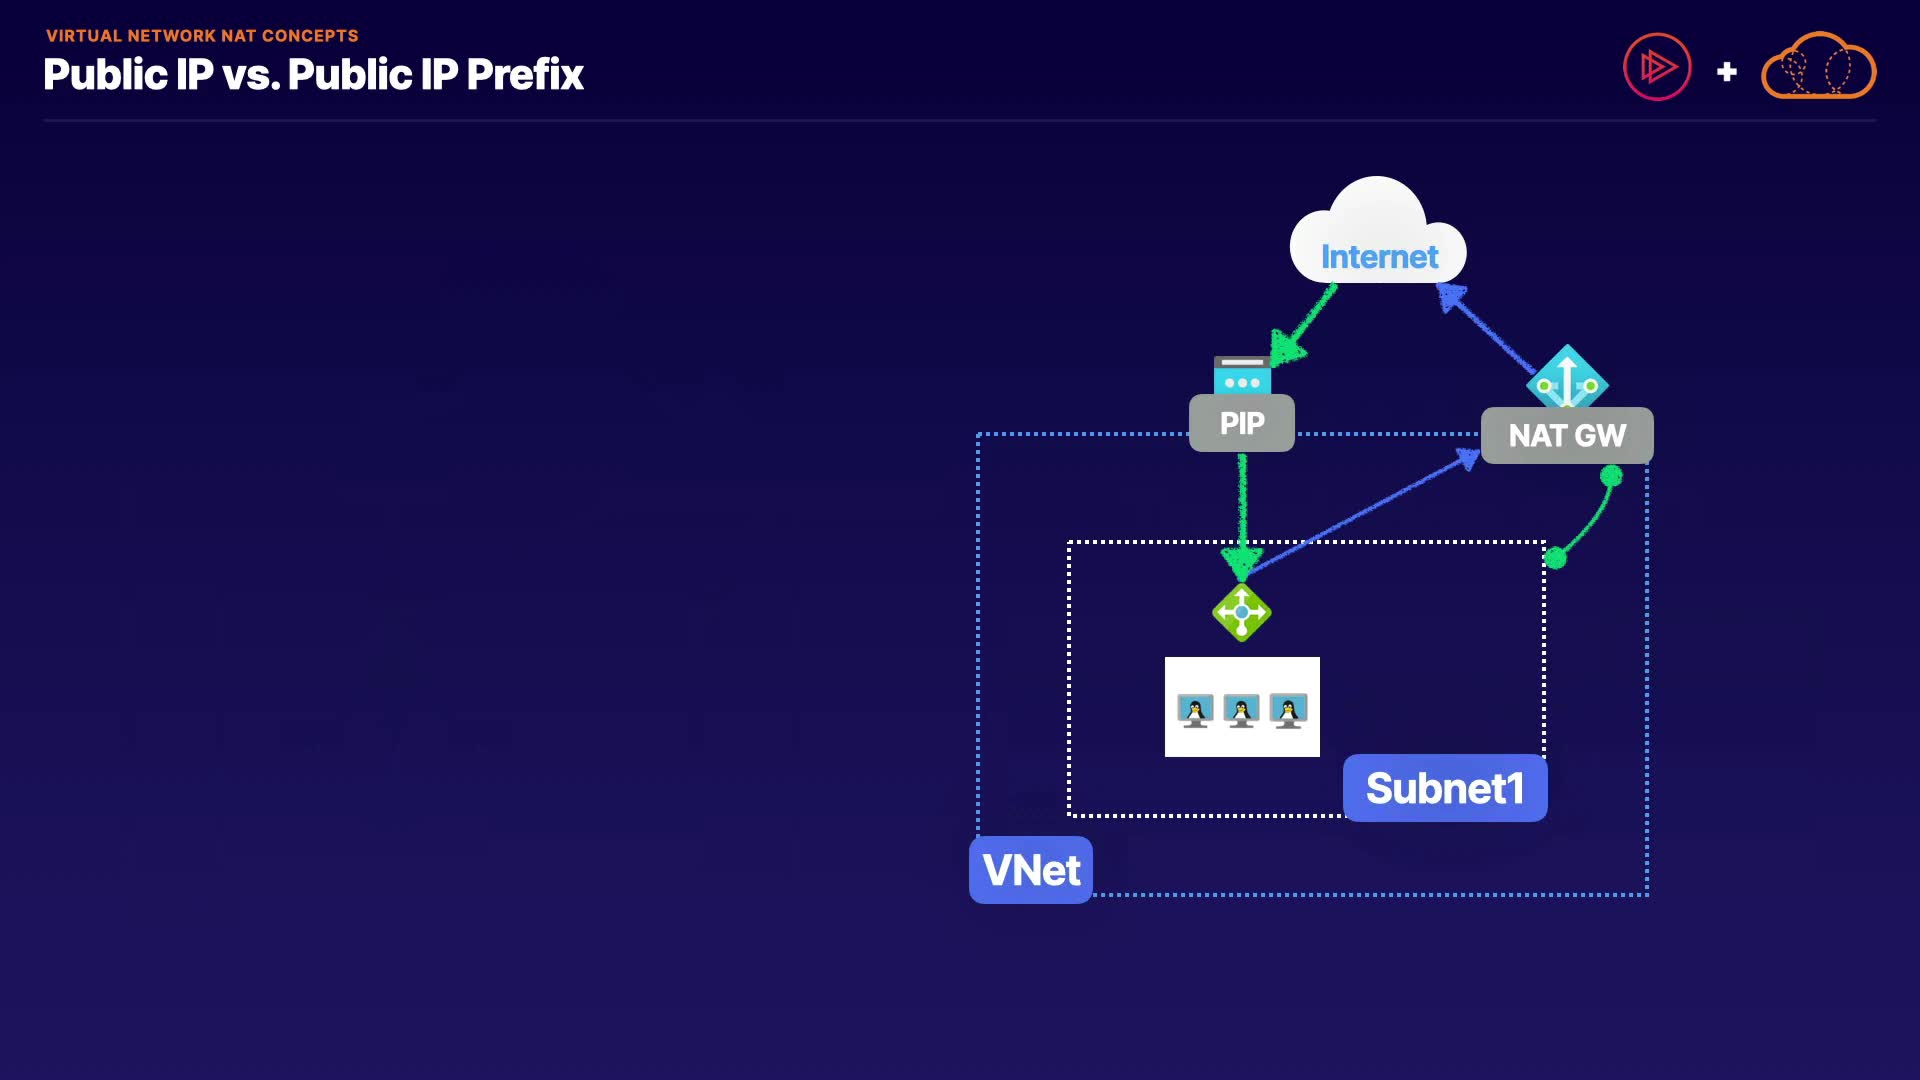 VIRTUAL NETWORK NAT CONCEPTS
Public IP vs. Public IP Prefix
Internet
PIP
NAT GW
Subnet1
VNet